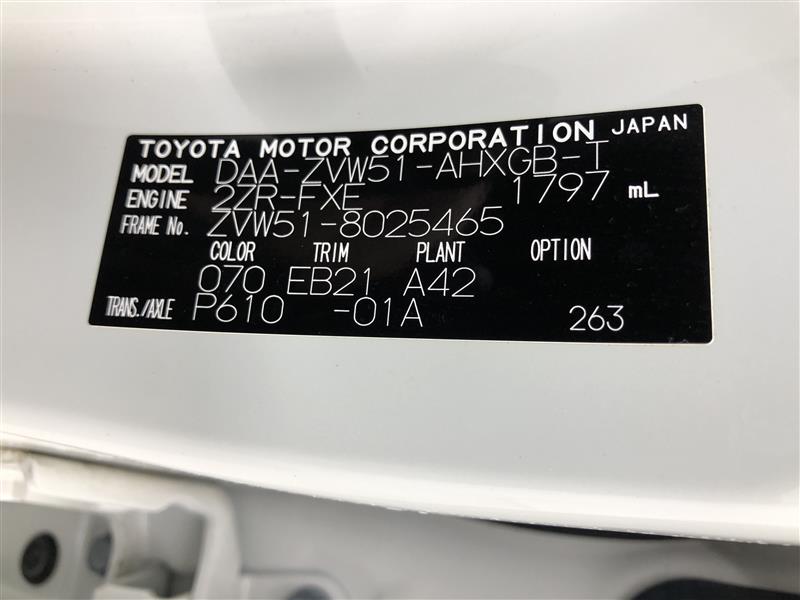 TOYOTA MOTOR CORPORATION JAPAN
MODEL DAA-ZVW51-AHXGB-T
ENGINE 2ZR-FXE 1797 mL
FRAME No. ZVW51-8025465
COLOR TRIM PLANT OPTION
070 EB21 A42
TRANS./AXLE P610 -01A 263